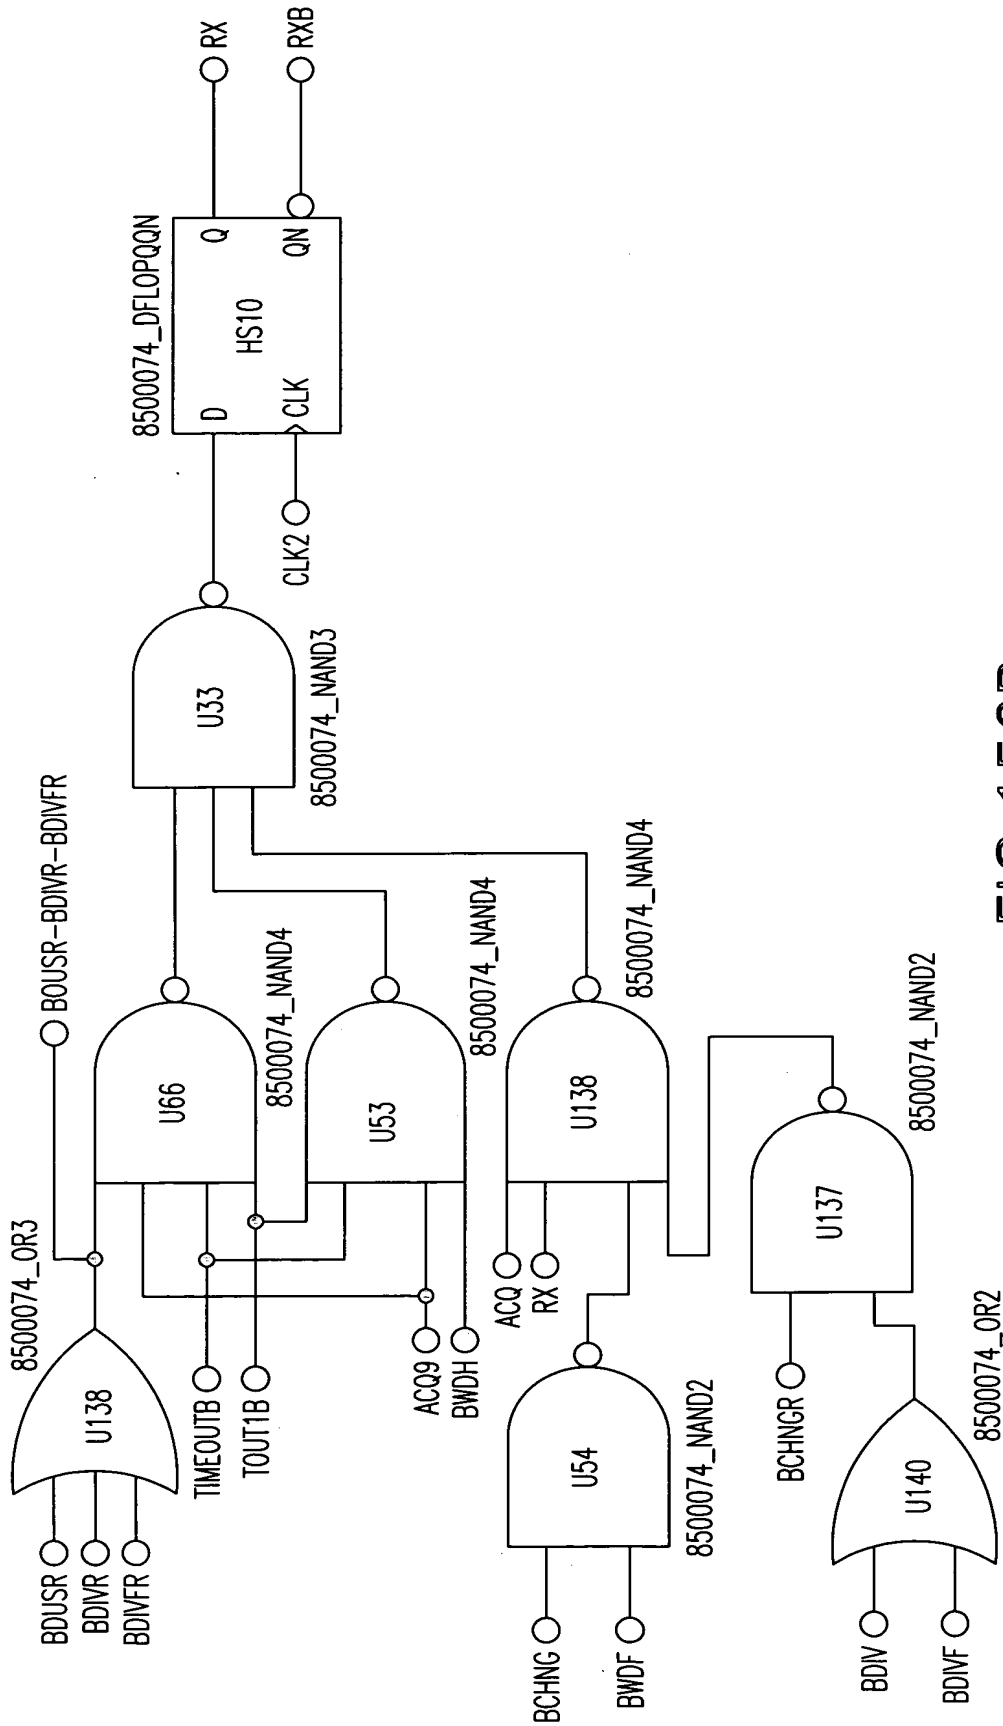 BDUSR
BDIVR
BDIVFR
U138
8500074_OR3
BOUSR-BDIVR-BDIVFR
TIMEOUTB
TOUT1B
U66
8500074_NAND4
ACQ9
BWDH
U53
8500074_NAND4
U33
8500074_NAND3
8500074_DFLOPQQN
D
Q
HS10
CLK
QN
CLK2
RX
RXB
ACQ
RX
U138
8500074_NAND4
BCHNG
BWDF
U54
8500074_NAND2
BCHNGR
U137
8500074_NAND2
BDIV
BDIVF
U140
8500074_OR2